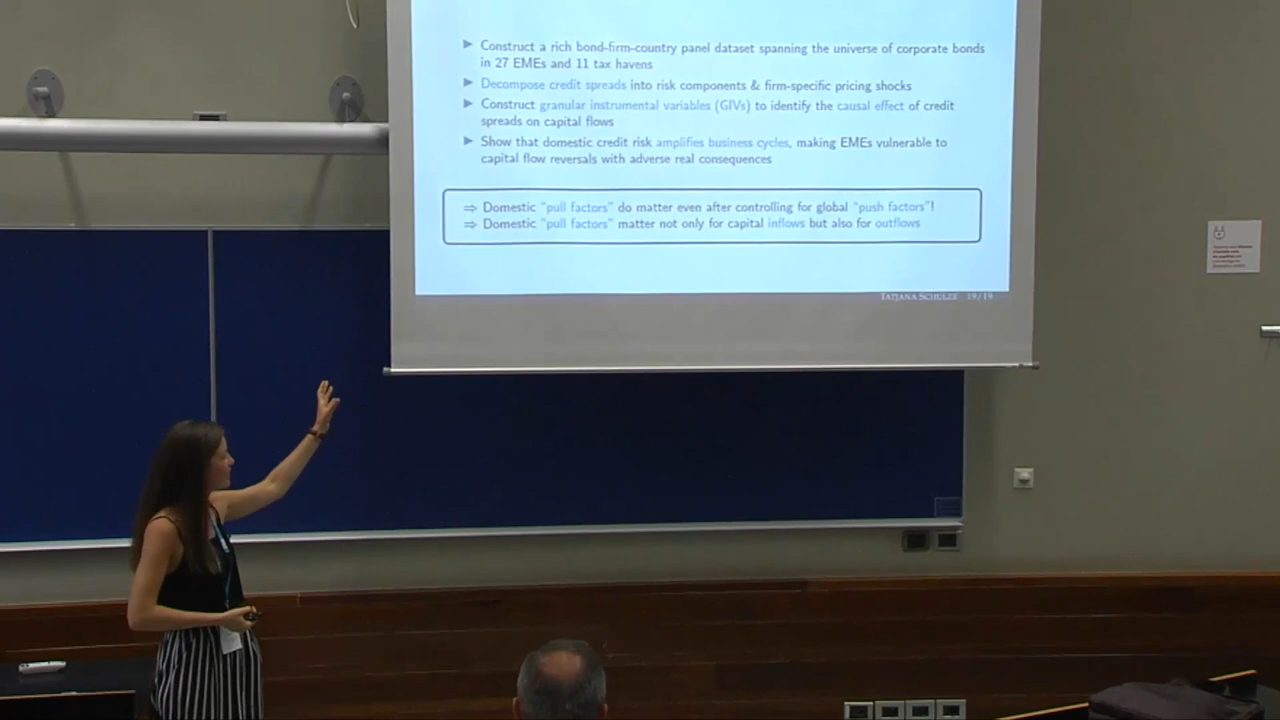 ▶ Construct a rich bond-firm-country panel dataset spanning the universe of corporate bonds
in 27 EMEs and 11 tax havens
▶ Decompose credit spreads into risk components & firm-specific pricing shocks
▶ Construct granular instrumental variables (GIVs) to identify the causal effect of credit
spreads on capital flows
▶ Show that domestic credit risk amplifies business cycles, making EMEs vulnerable to
capital flow reversals with adverse real consequences
⇒ Domestic "pull factors" do matter even after controlling for global "push factors"!
⇒ Domestic "pull factors" matter not only for capital inflows but also for outflows
TATJANA SCHULZE 19/19